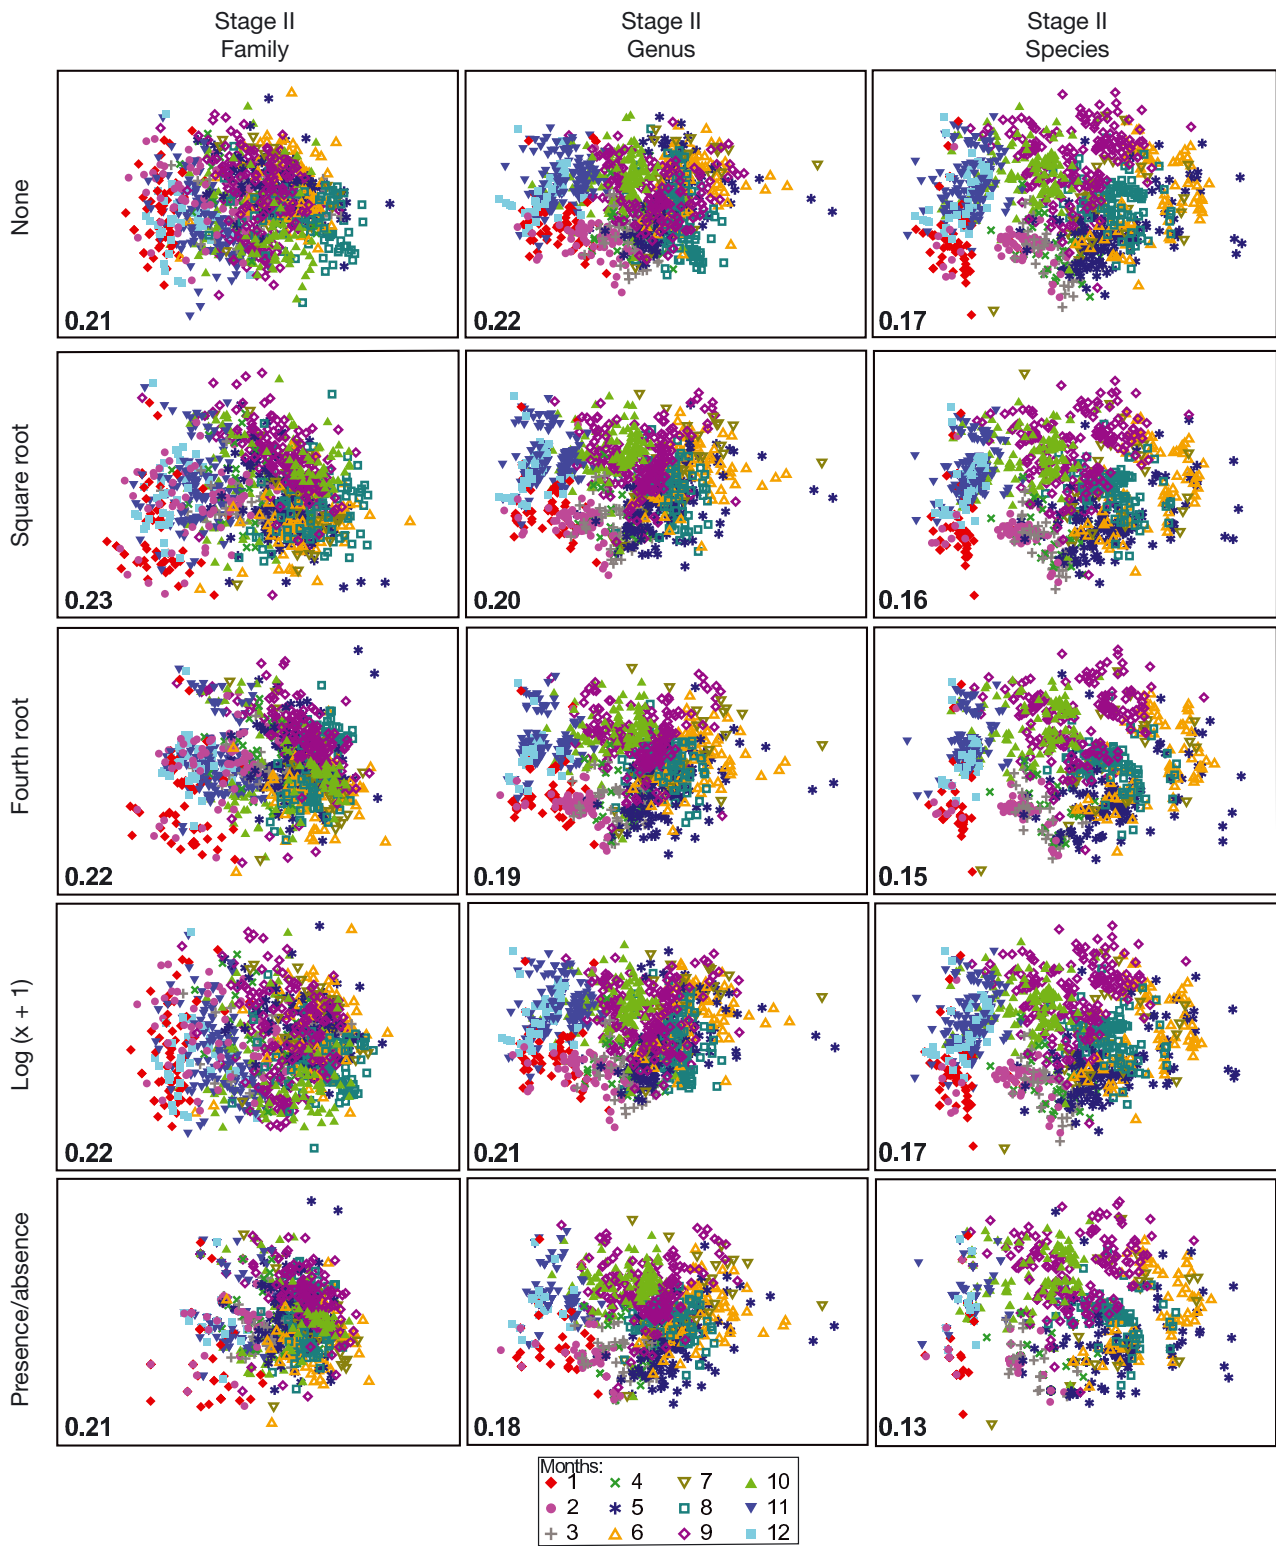 Stage II
Family
Stage II
Genus
Stage II
Species
None
0.21
0.22
0.17
Square root
0.23
0.20
0.16
Fourth root
0.22
0.19
0.15
Log (x + 1)
0.22
0.21
0.17
Presence/absence
0.21
0.18
0.13
Months:
1 4 7 10
2 5 8 11
3 6 9 12